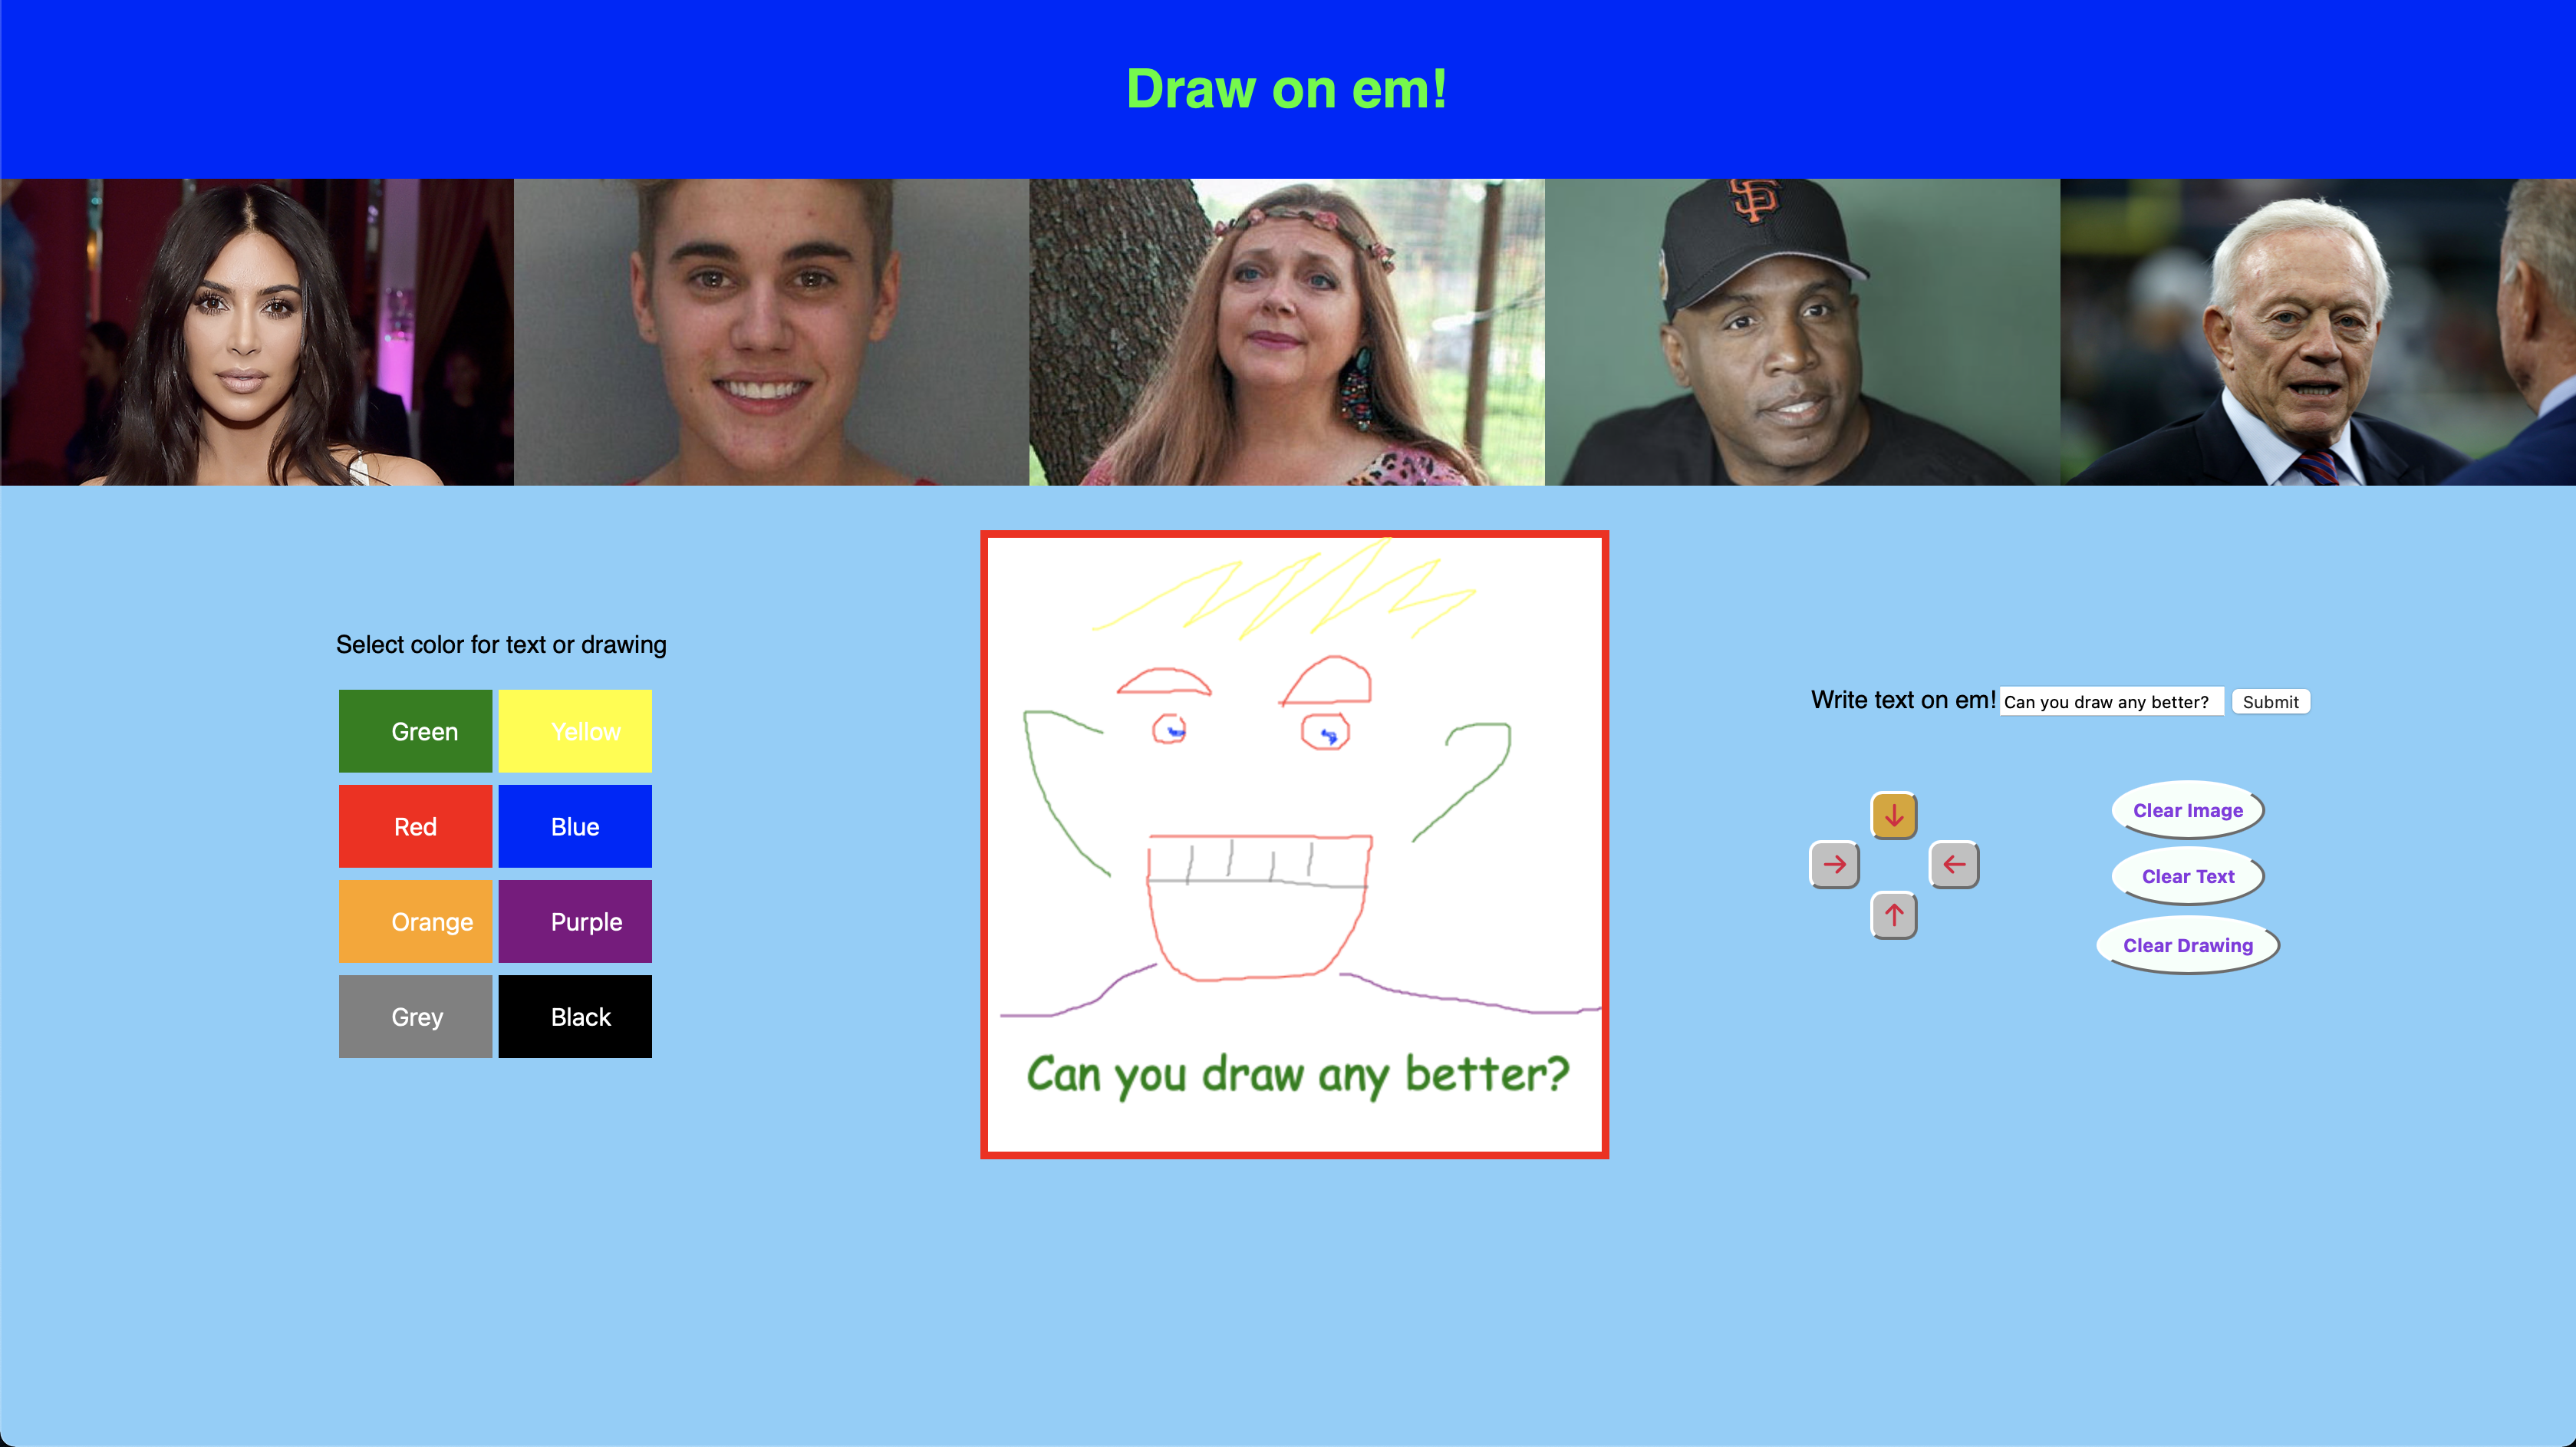 Draw on em!
SF
Select color for text or drawing
Green
Yellow
Red
Blue
Orange
Purple
Grey
Black
Can you draw any better?
Write text on em! Can you draw any better? Submit
Clear Image
Clear Text
Clear Drawing